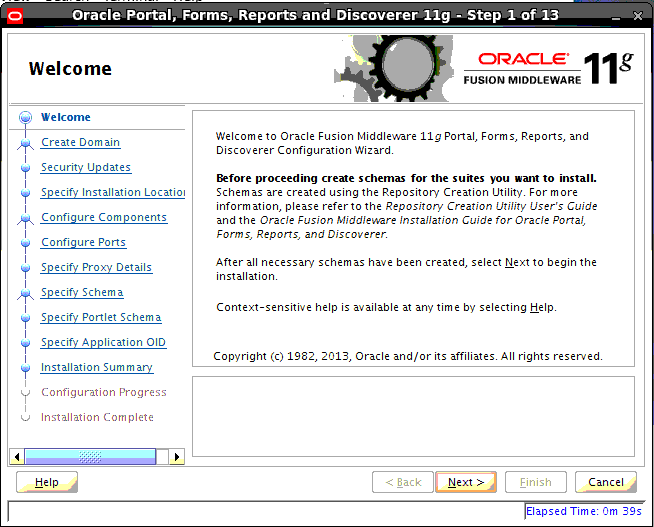 Oracle Portal, Forms, Reports and Discoverer 11g - Step 1 of 13
Welcome
ORACLE
FUSION MIDDLEWARE 11g
Welcome
Create Domain
Security Updates
Specify Installation Location
Configure Components
Configure Ports
Specify Proxy Details
Specify Schema
Specify Portlet Schema
Specify Application OID
Installation Summary
Configuration Progress
Installation Complete
Welcome to Oracle Fusion Middleware 11g Portal, Forms, Reports, and
Discoverer Configuration Wizard.
Before proceeding create schemas for the suites you want to install.
Schemas are created using the Repository Creation Utility. For more
information, please refer to the Repository Creation Utility User's Guide
and the Oracle Fusion Middleware Installation Guide for Oracle Portal,
Forms, Reports, and Discoverer.
After all necessary schemas have been created, select Next to begin the
installation.
Context-sensitive help is available at any time by selecting Help.
Copyright (c) 1982, 2013, Oracle and/or its affiliates. All rights reserved.
Help
< Back
Next >
Finish
Cancel
Elapsed Time: 0m 39s